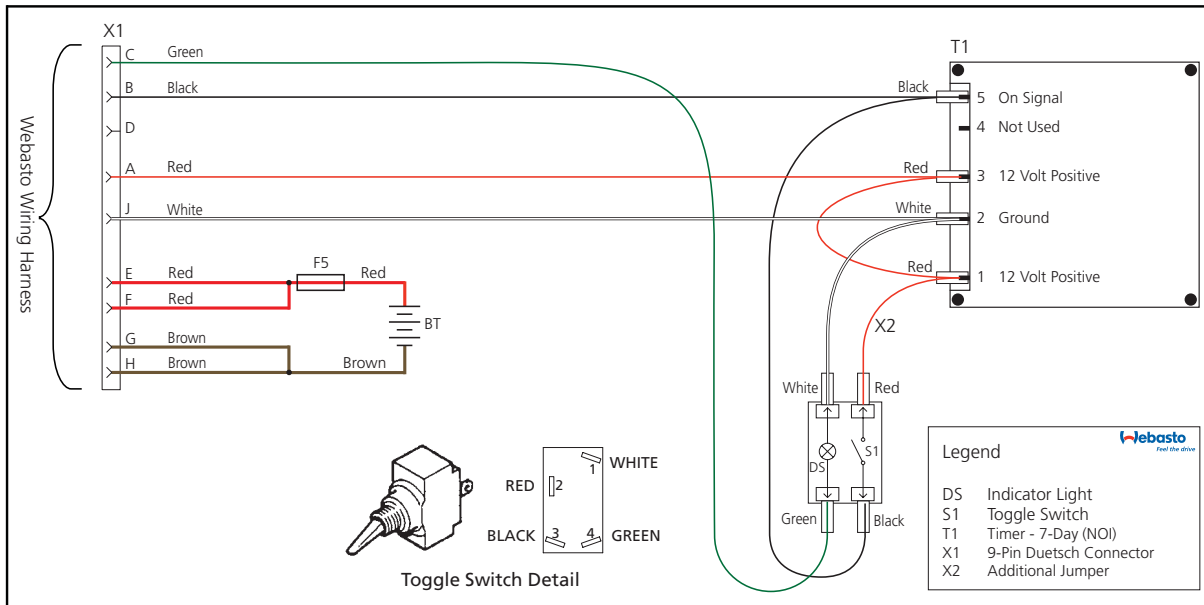 X1
T1
C Green
B Black
D
A Red
J White
E Red
F Red
G Brown
H Brown
Webasto Wiring Harness
F5
Red
BT
Brown
Black
5 On Signal
4 Not Used
Red
3 12 Volt Positive
White
2 Ground
Red
1 12 Volt Positive
X2
White
Red
DS
S1
Green
Black
1 WHITE
RED 2
BLACK 3
4 GREEN
Toggle Switch Detail
Legend
Webasto
Feel the drive
DS Indicator Light
S1 Toggle Switch
T1 Timer - 7-Day (NOI)
X1 9-Pin Duetsch Connector
X2 Additional Jumper